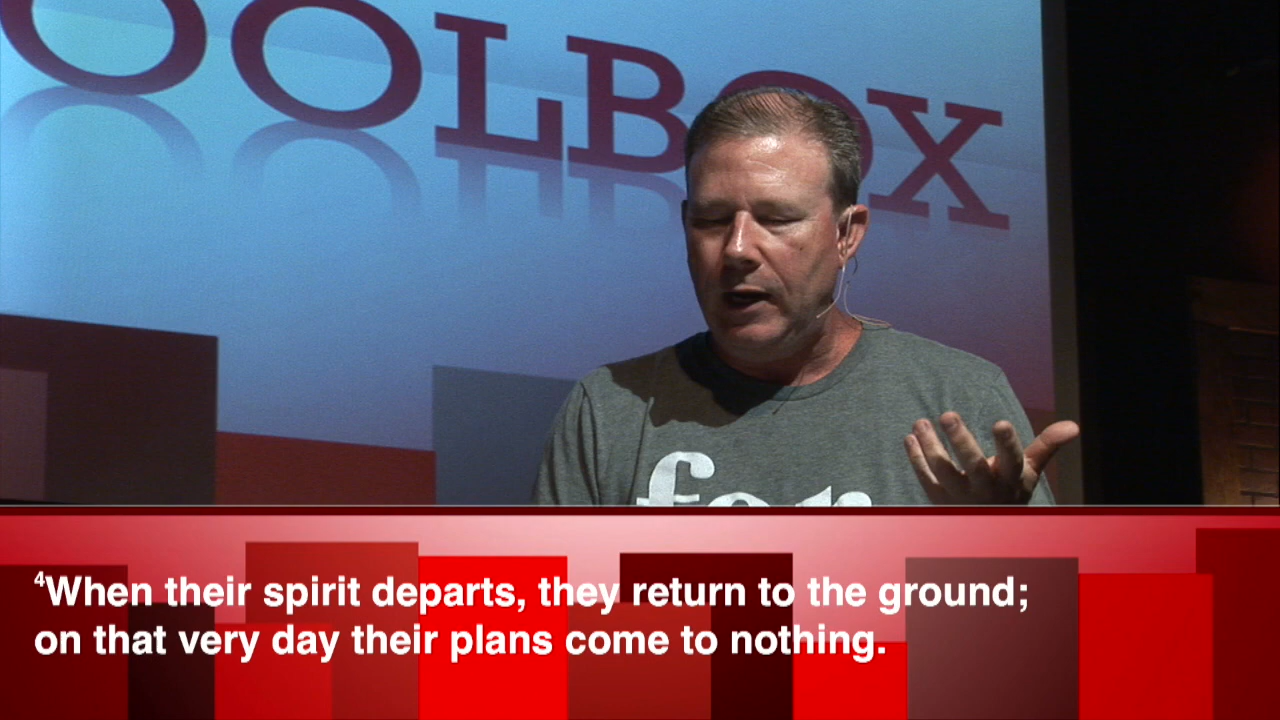 OOLBOX
for
⁴When their spirit departs, they return to the ground;
on that very day their plans come to nothing.